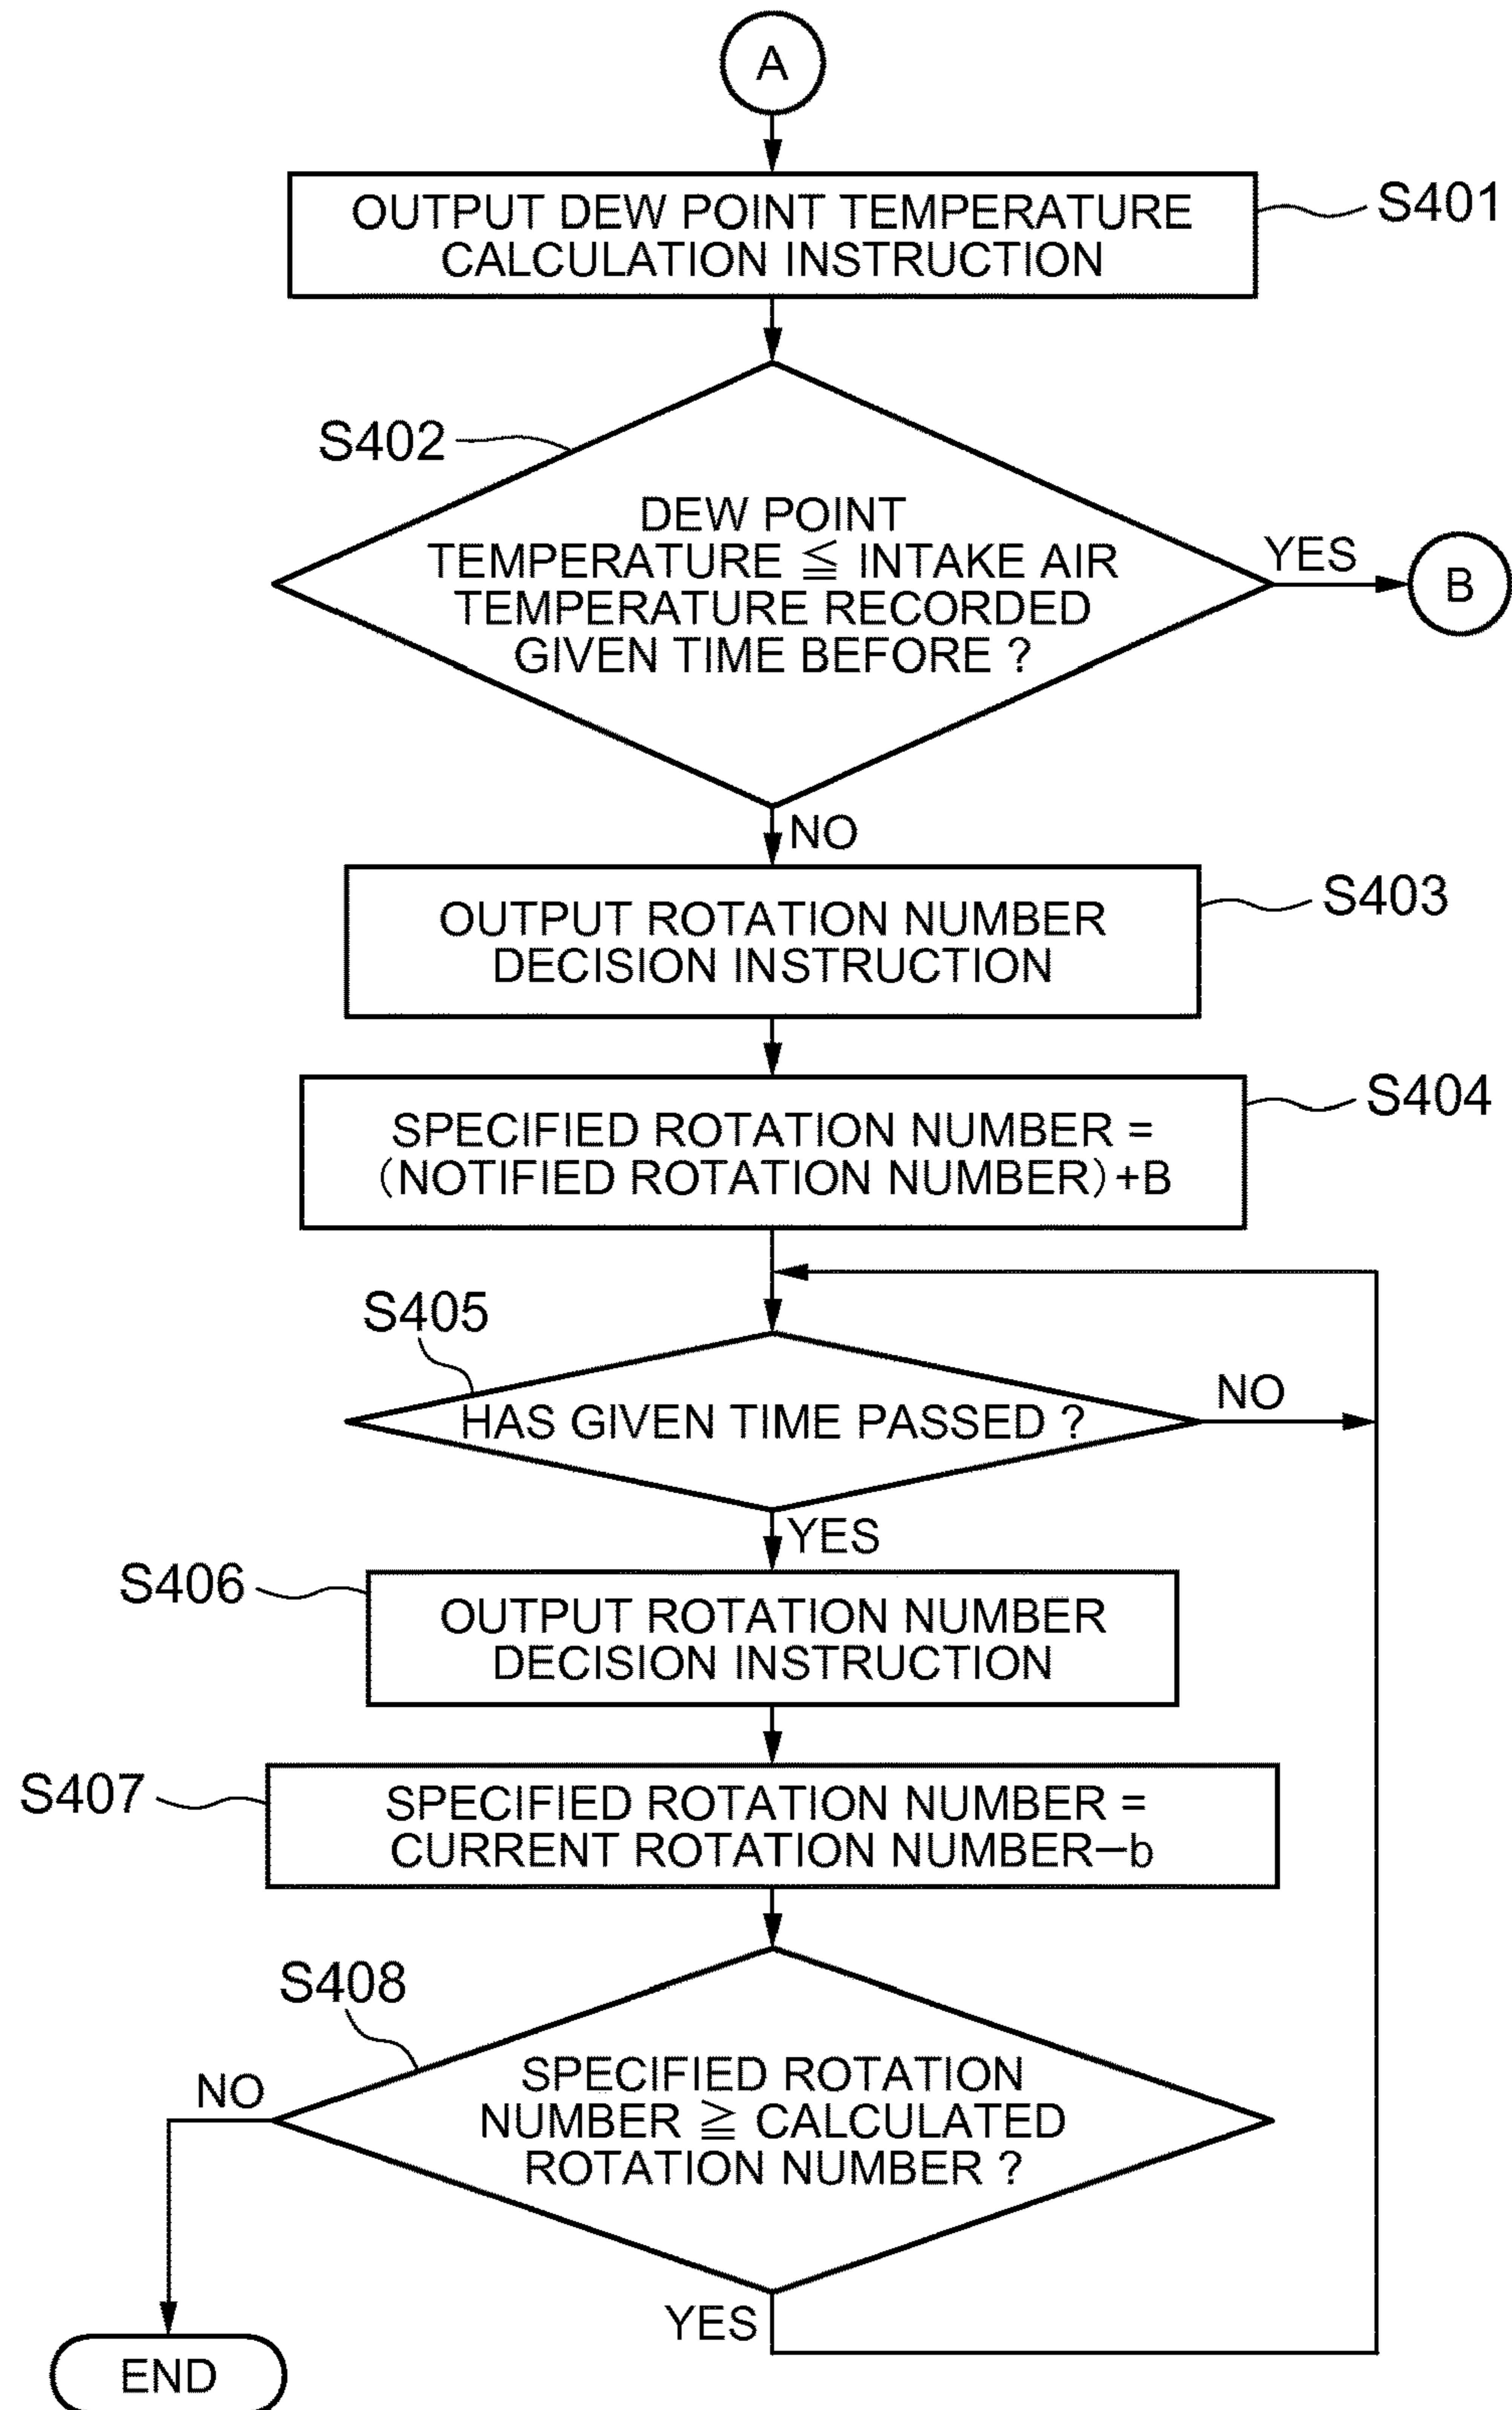 A
OUTPUT DEW POINT TEMPERATURE
CALCULATION INSTRUCTION
S401
S402
DEW POINT
TEMPERATURE ≦ INTAKE AIR
TEMPERATURE RECORDED
GIVEN TIME BEFORE ?
YES
B
NO
OUTPUT ROTATION NUMBER
DECISION INSTRUCTION
S403
SPECIFIED ROTATION NUMBER =
(NOTIFIED ROTATION NUMBER)+B
S404
S405
HAS GIVEN TIME PASSED ?
NO
YES
S406
OUTPUT ROTATION NUMBER
DECISION INSTRUCTION
S407
SPECIFIED ROTATION NUMBER =
CURRENT ROTATION NUMBER−b
S408
SPECIFIED ROTATION
NUMBER ≧ CALCULATED
ROTATION NUMBER ?
NO
YES
END